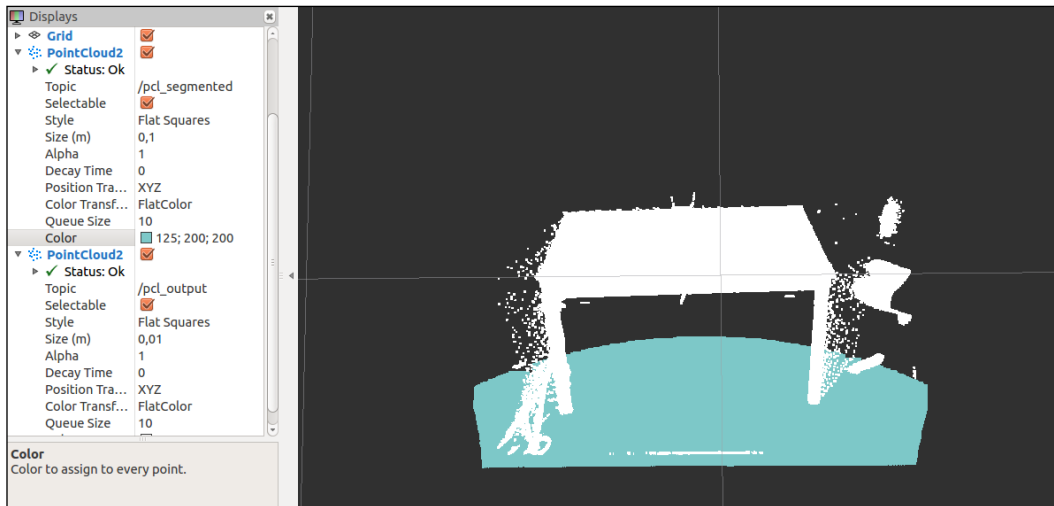 Displays
Grid
PointCloud2
Status: Ok
Topic /pcl_segmented
Selectable
Style Flat Squares
Size (m) 0,1
Alpha 1
Decay Time 0
Position Tra... XYZ
Color Transf... FlatColor
Queue Size 10
Color 125; 200; 200
PointCloud2
Status: Ok
Topic /pcl_output
Selectable
Style Flat Squares
Size (m) 0,01
Alpha 1
Decay Time 0
Position Tra... XYZ
Color Transf... FlatColor
Queue Size 10
Color
Color to assign to every point.